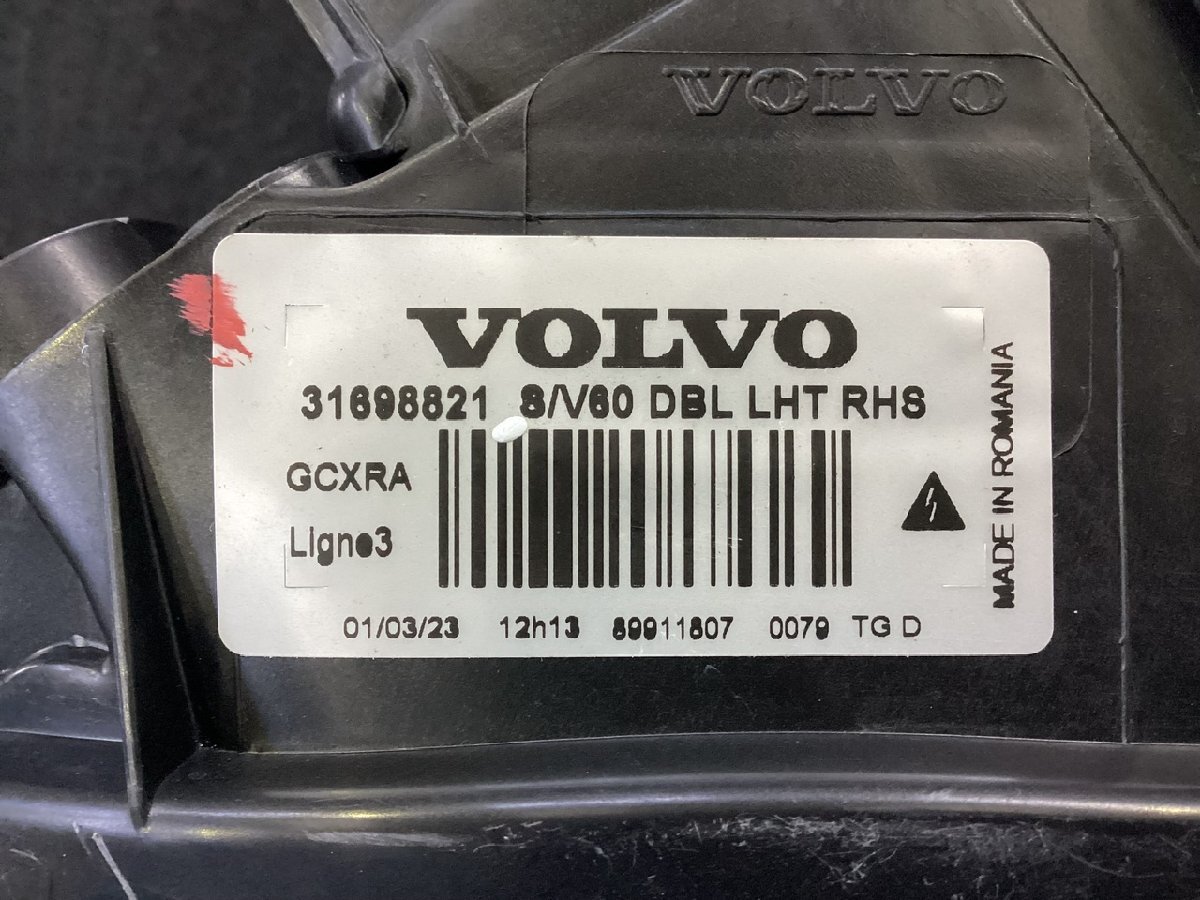 VOLVO
VOLVO
31698821 S/V60 DBL LHT RHS
GCXRA
Ligne3
MADE IN ROMANIA
01/03/23 12h13 89911807 0079 TG D